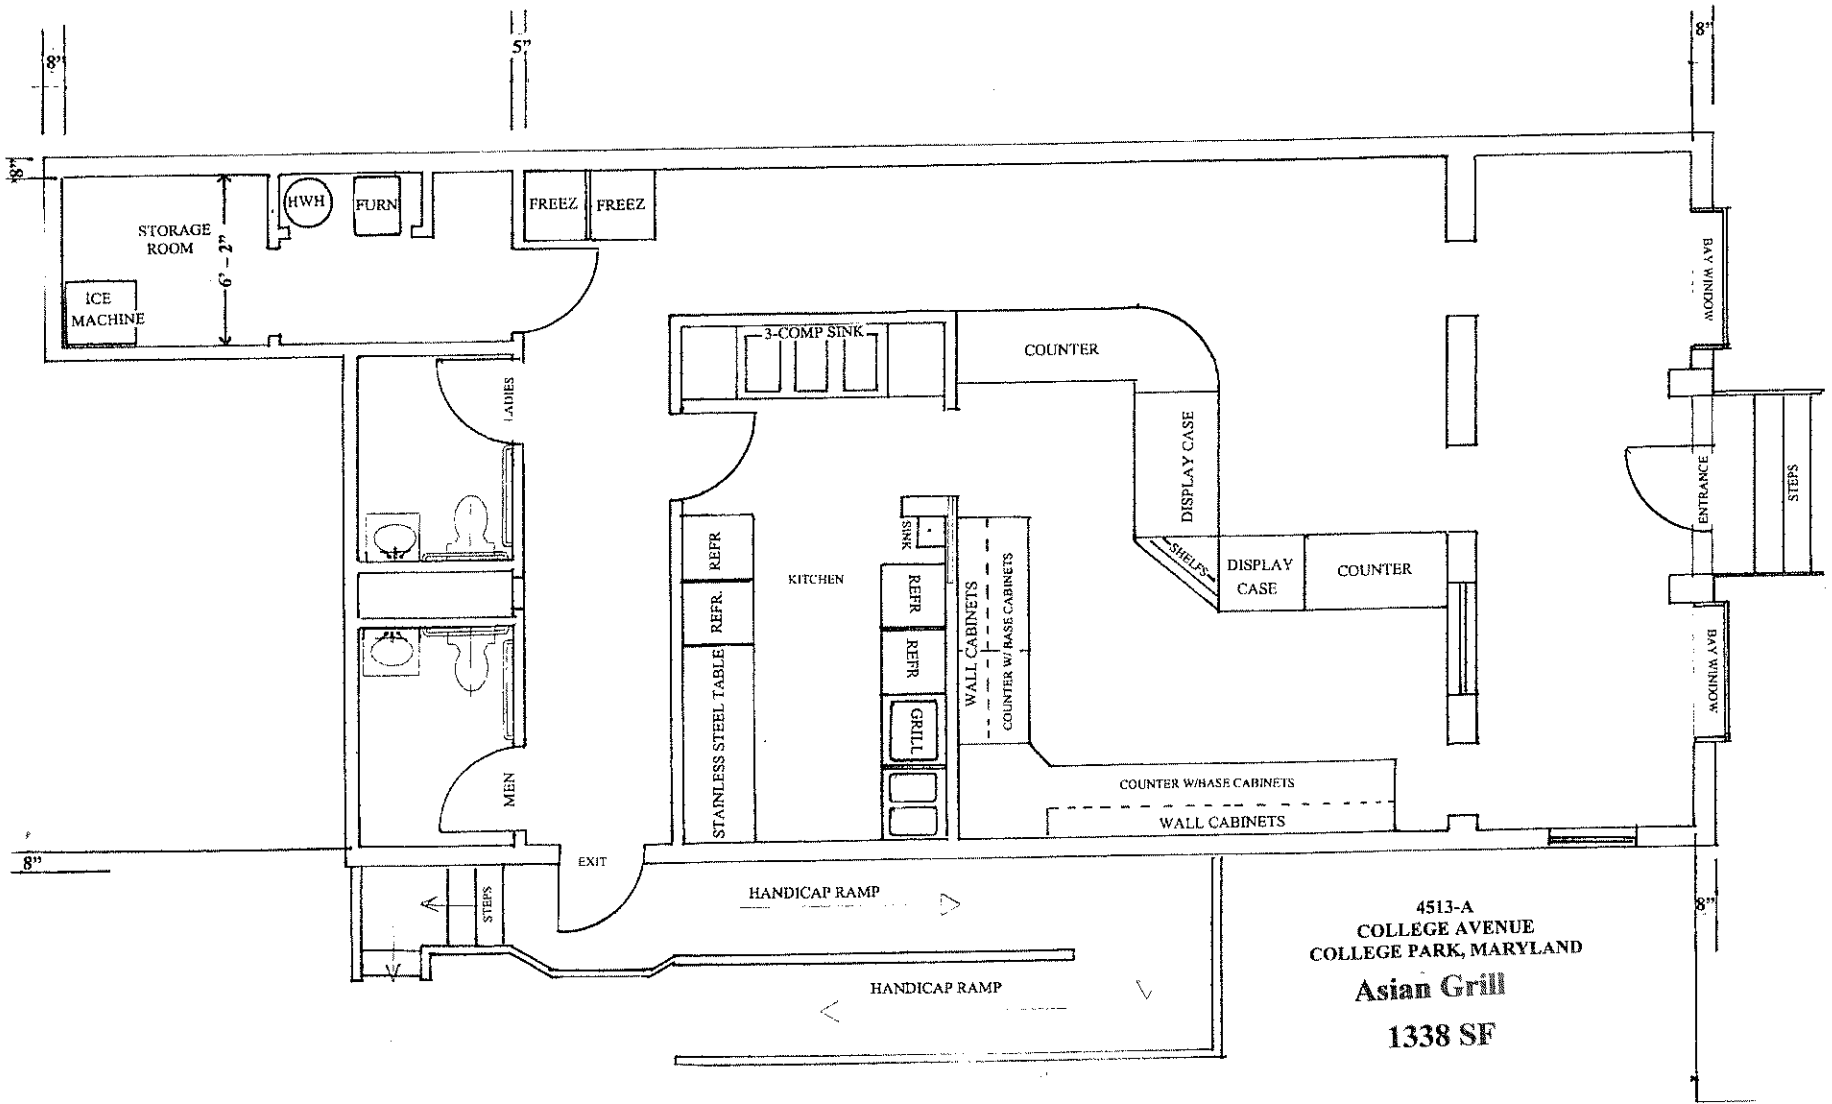 8"
5"
8"
8"
HWH
FURN
FREEZ
FREEZ
STORAGE
ROOM
6' – 2"
ICE
MACHINE
BAY WINDOW
3-COMP SINK
COUNTER
LADIES
DISPLAY CASE
ENTRANCE
STEPS
SINK
REFR
KITCHEN
REFR
WALL CABINETS
COUNTER W/ BASE CABINETS
SHELFS
DISPLAY
CASE
COUNTER
REFR.
REFR
BAY WINDOW
STAINLESS STEEL TABLE
GRILL
MEN
COUNTER W/BASE CABINETS
WALL CABINETS
8"
EXIT
STEPS
HANDICAP RAMP
HANDICAP RAMP
8"
4513-A
COLLEGE AVENUE
COLLEGE PARK, MARYLAND
Asian Grill
1338 SF